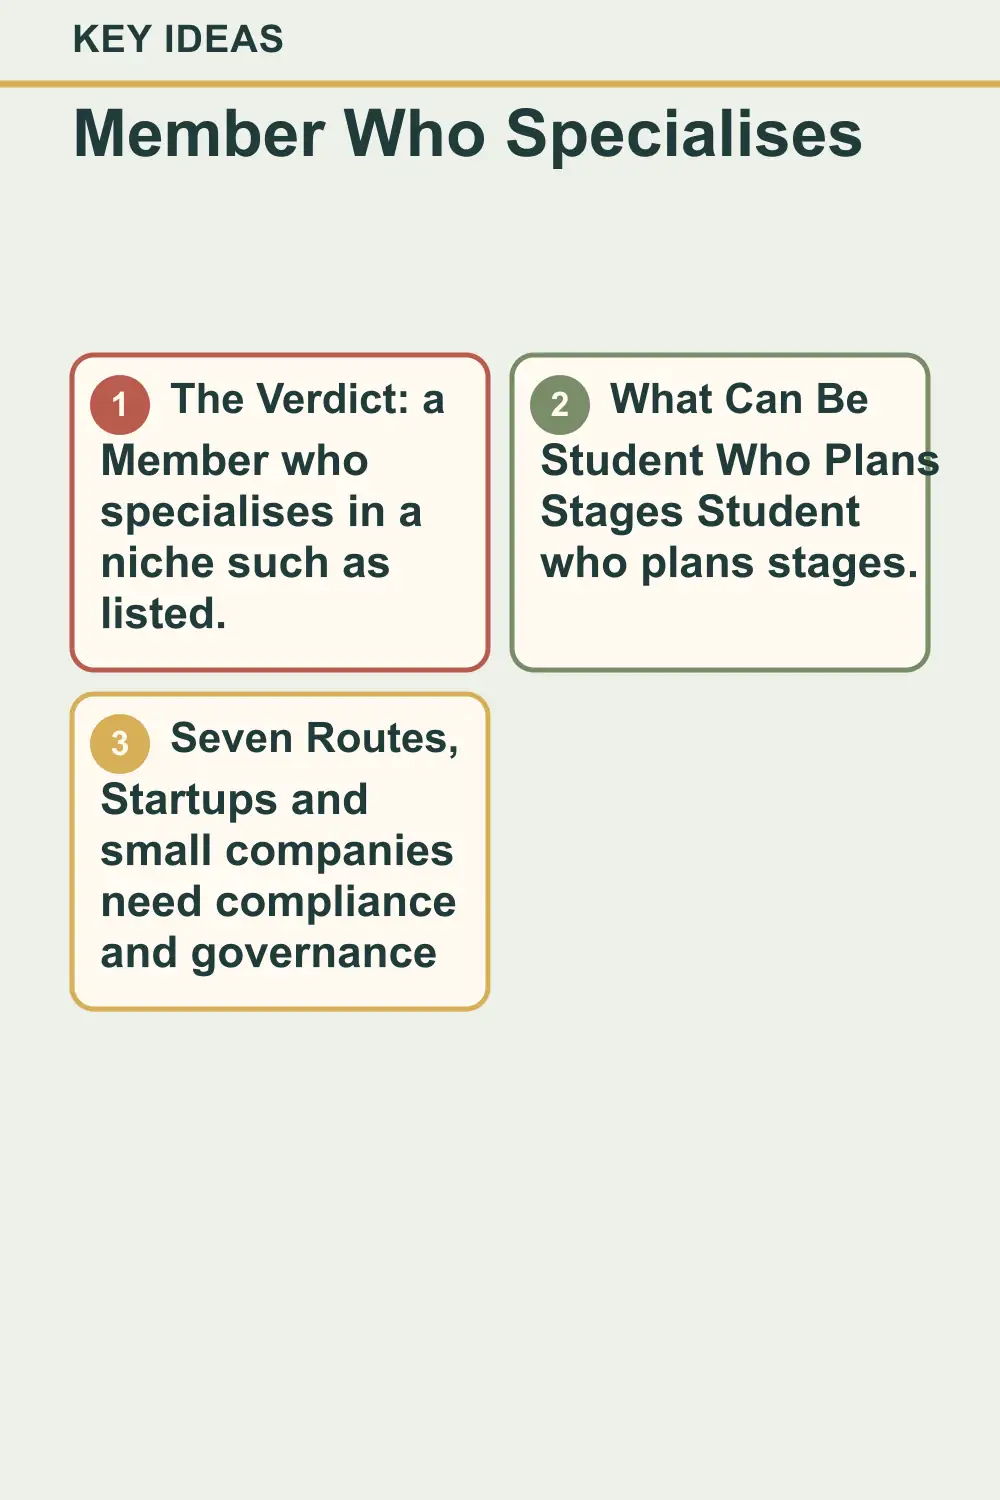 KEY IDEAS
Member Who Specialises
1 The Verdict: a
Member who
specialises in a
niche such as
listed.
2 What Can Be
Student Who Plans
Stages Student
who plans stages.
3 Seven Routes,
Startups and
small companies
need compliance
and governance